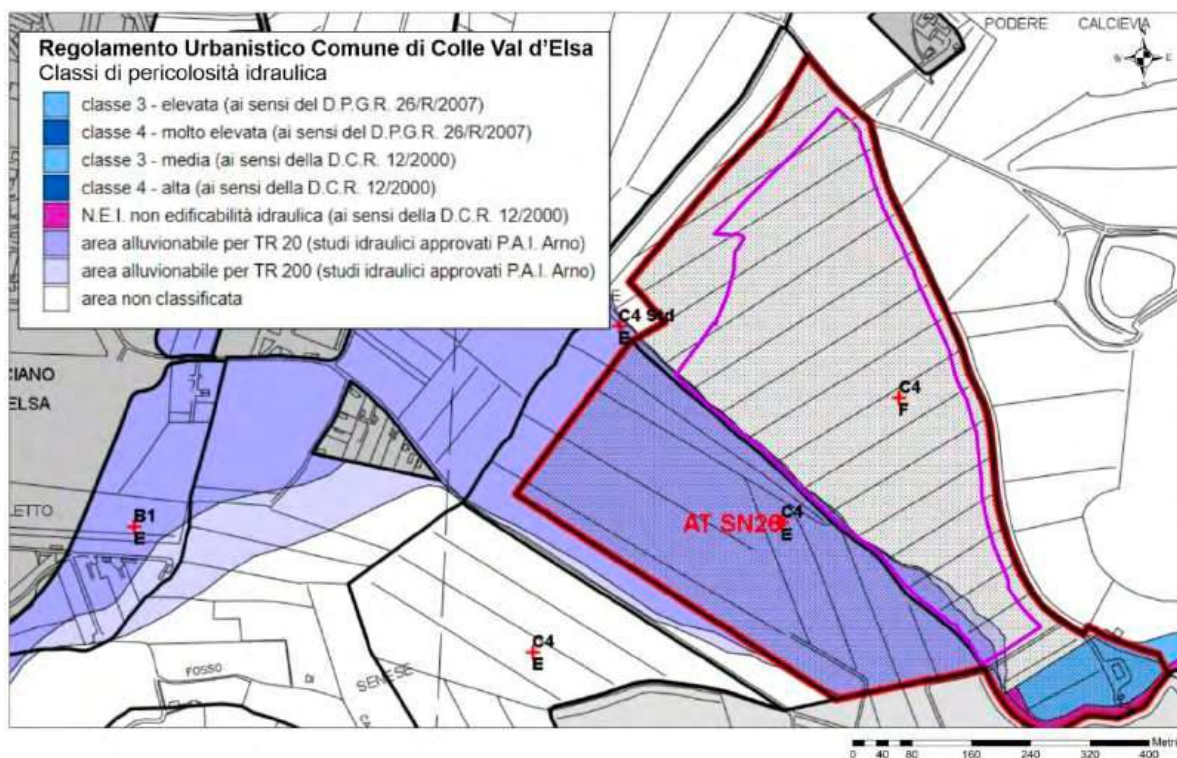 PODERE CALCIEVIA
Regolamento Urbanistico Comune di Colle Val d'Elsa
Classi di pericolosità idraulica
classe 3 - elevata (ai sensi del D.P.G.R. 26/R/2007)
classe 4 - molto elevata (ai sensi del D.P.G.R. 26/R/2007)
classe 3 - media (ai sensi della D.C.R. 12/2000)
classe 4 - alta (ai sensi della D.C.R. 12/2000)
N.E.I. non edificabilità idraulica (ai sensi della D.C.R. 12/2000)
area alluvionabile per TR 20 (studi idraulici approvati P.A.I. Arno)
area alluvionabile per TR 200 (studi idraulici approvati P.A.I. Arno)
area non classificata
W E
E
C4 Std
E
CIANO
ELSA
C4
F
LETTO
B1
E
AT SN26
C4
E
C4
E
FOSSO
DI
SENESE
Metri
0 40 80 160 240 320 400